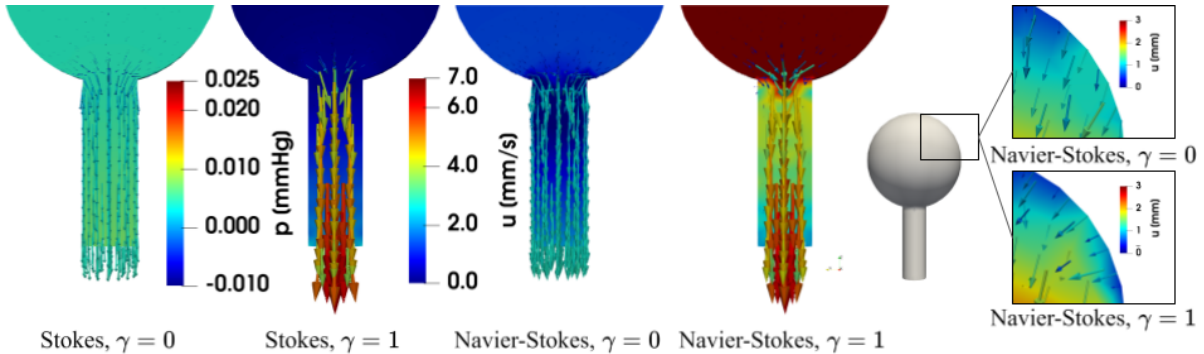 0.025
0.020
0.010
0.000
-0.010
p (mmHg)
7.0
6.0
4.0
2.0
0.0
u (mm/s)
Stokes, γ = 0
Stokes, γ = 1
Navier-Stokes, γ = 0
Navier-Stokes, γ = 1
3
2
1
0
u (mm)
Navier-Stokes, γ = 0
3
2
1
0
u (mm)
Navier-Stokes, γ = 1